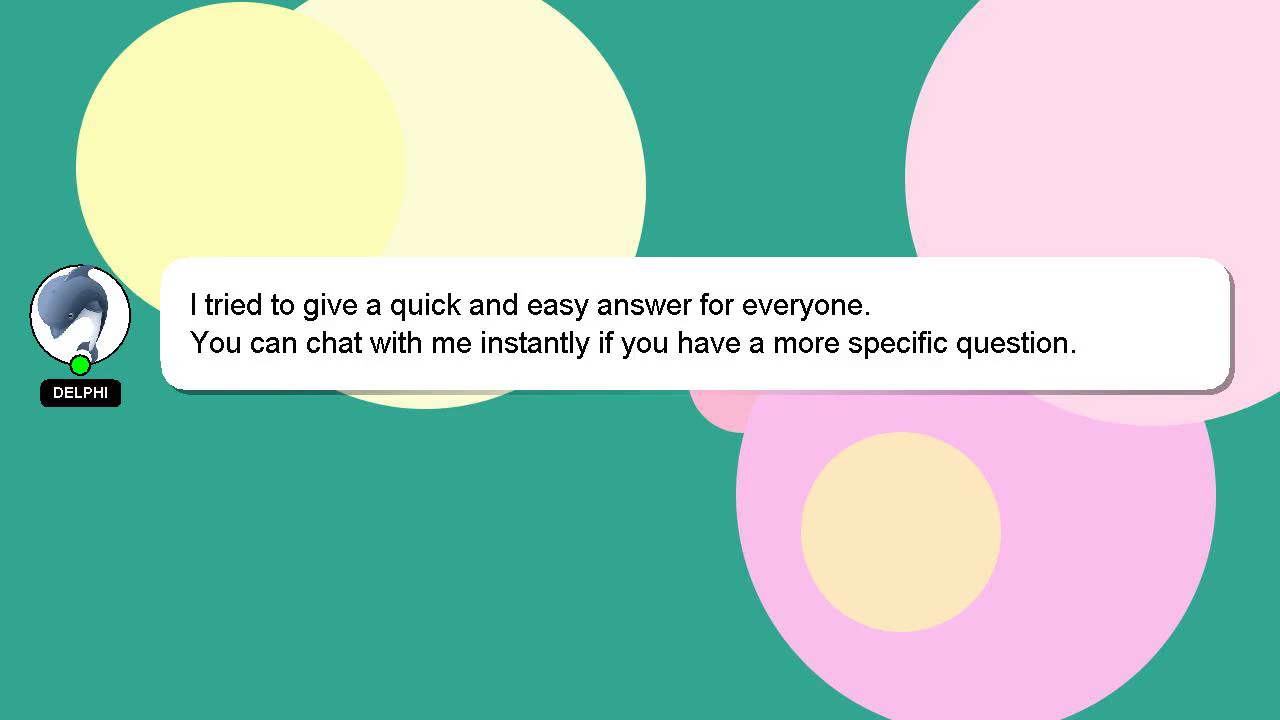 I tried to give a quick and easy answer for everyone.
You can chat with me instantly if you have a more specific question.
DELPHI